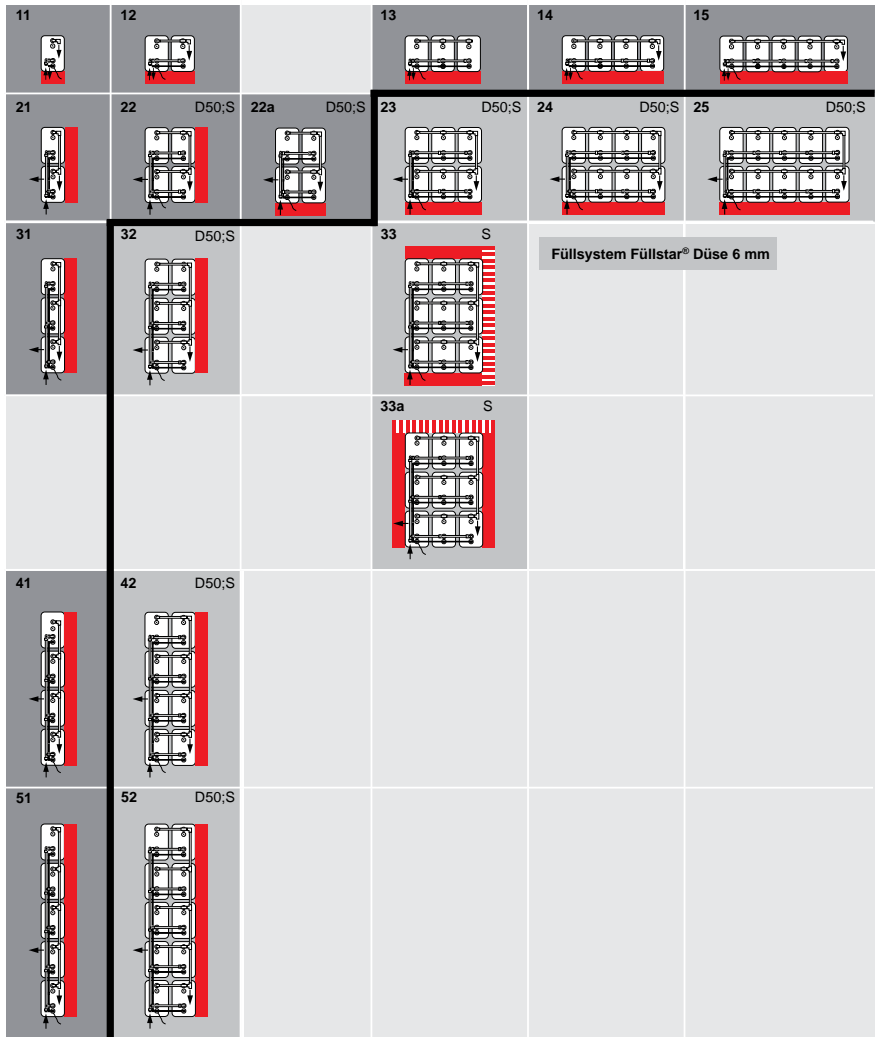 11
12
13
14
15
21
22 D50;S
22a D50;S
23 D50;S
24 D50;S
25 D50;S
31
32 D50;S
33 S
Füllsystem Füllstar® Düse 6 mm
33a S
41
42 D50;S
51
52 D50;S